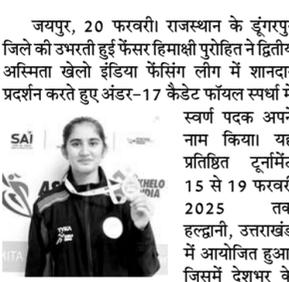 जयपुर, 20 फरवरी। राजस्थान के डूंगरपु
जिले की उभरती हुई फेंसर हिमाक्षी पुरोहित ने द्वितीय
अस्मिता खेलो इंडिया फेंसिंग लीग में शानदा
प्रदर्शन करते हुए अंडर-17 कैडेट फॉयल स्पर्धा में
स्वर्ण पदक अपने
नाम किया। यह
प्रतिष्ठित टूर्नामेंट
15 से 19 फरवरी
2025 तक
हल्द्वानी, उत्तराखंड
में आयोजित हुआ
जिसमें देशभर के
SAI
KHELO
INDIA
TYKA